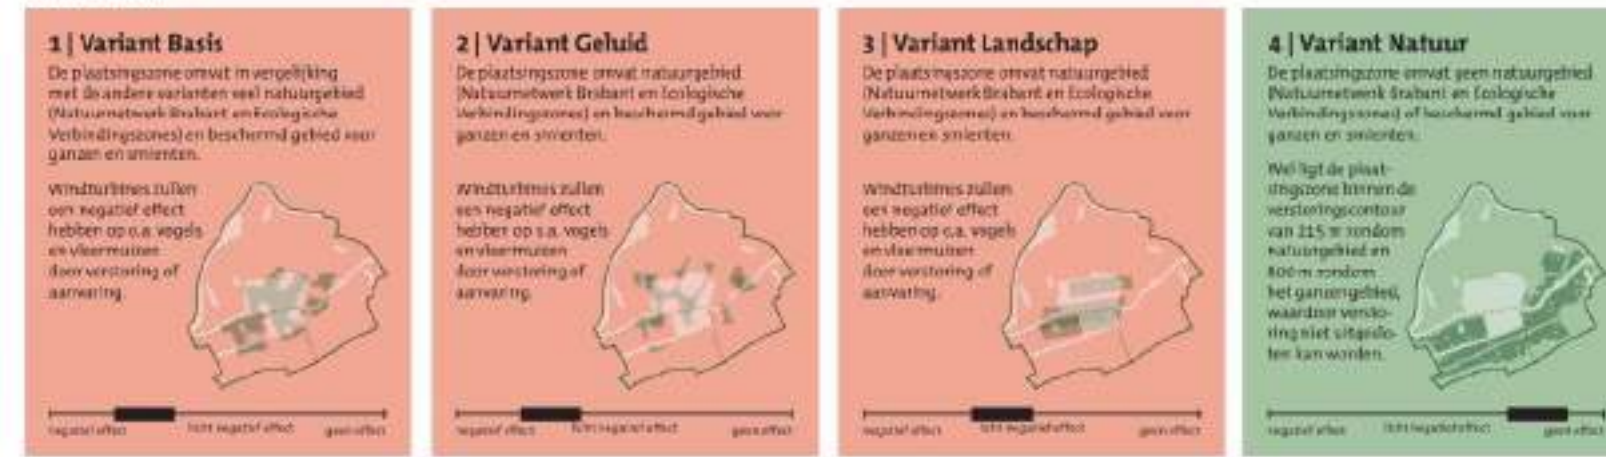 1 | Variant Basis
De plaatsingszone omvat in vergelijking
met de andere varianten veel natuurgebied
(Natuurnetwerk Brabant en Ecologische
Verbindingszones) en beschermd gebied voor
ganzen en smienten.
Windturbines zullen
een negatief effect
hebben op o.a. vogels
en vleermuizen
door verstoring of
aanvaring.
negatief effect
licht negatief effect
geen effect
2 | Variant Geluid
De plaatsingszone omvat natuurgebied
(Natuurnetwerk Brabant en Ecologische
Verbindingszones) en beschermd gebied voor
ganzen en smienten.
Windturbines zullen
een negatief effect
hebben op o.a. vogels
en vleermuizen
door verstoring of
aanvaring.
negatief effect
licht negatief effect
geen effect
3 | Variant Landschap
De plaatsingszone omvat natuurgebied
(Natuurnetwerk Brabant en Ecologische
Verbindingszones) en beschermd gebied voor
ganzen en smienten.
Windturbines zullen
een negatief effect
hebben op o.a. vogels
en vleermuizen
door verstoring of
aanvaring.
negatief effect
licht negatief effect
geen effect
4 | Variant Natuur
De plaatsingszone omvat geen natuurgebied
(Natuurnetwerk Brabant en Ecologische
Verbindingszones) of beschermd gebied voor
ganzen en smienten.
Wel ligt de plaat-
singszone binnen de
verstoringscontour
van 215 m rondom
natuurgebied en
600 m rondom
het ganzengebied,
waardoor versto-
ring niet uitgeslo-
ten kan worden.
negatief effect
licht negatief effect
geen effect